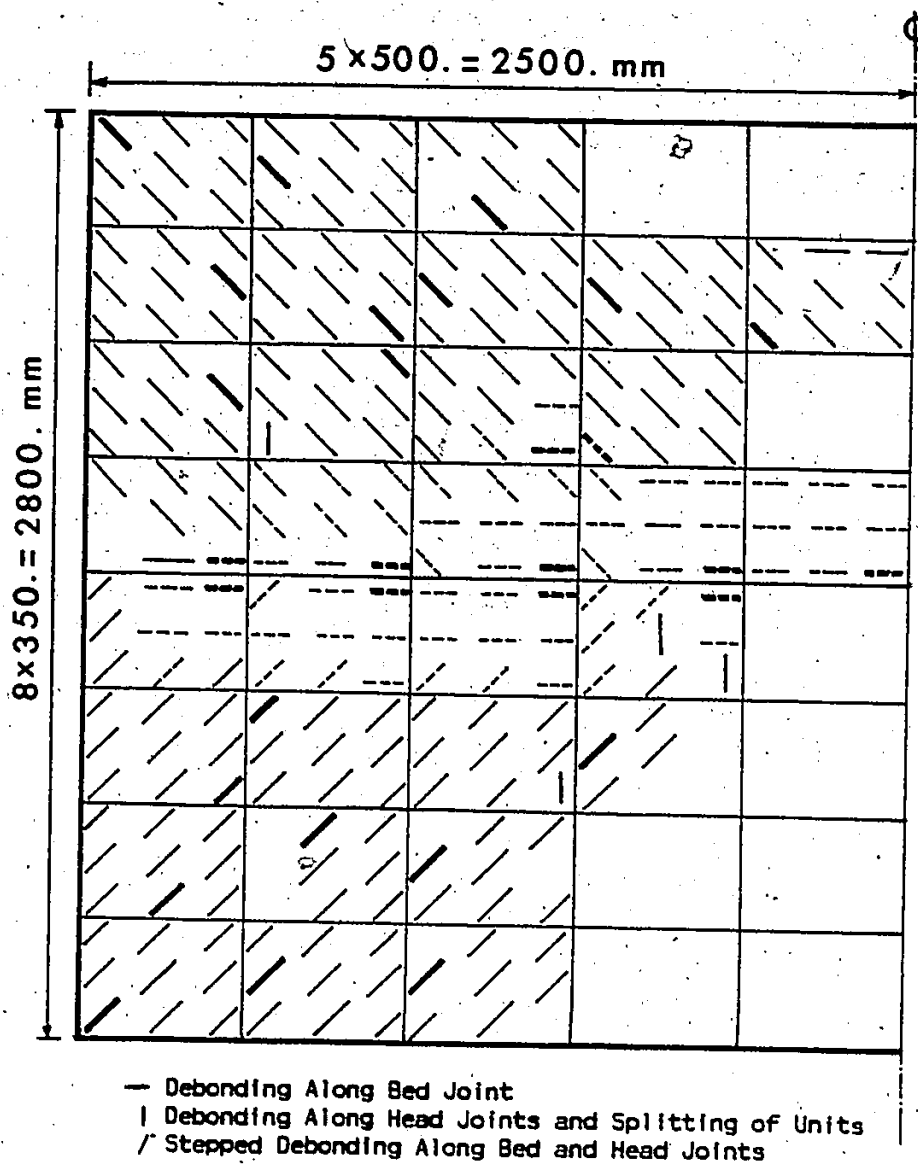 ℄
5 × 500. = 2500. mm
8 × 350. = 2800. mm
— Debonding Along Bed Joint
| Debonding Along Head Joints and Splitting of Units
/ Stepped Debonding Along Bed and Head Joints